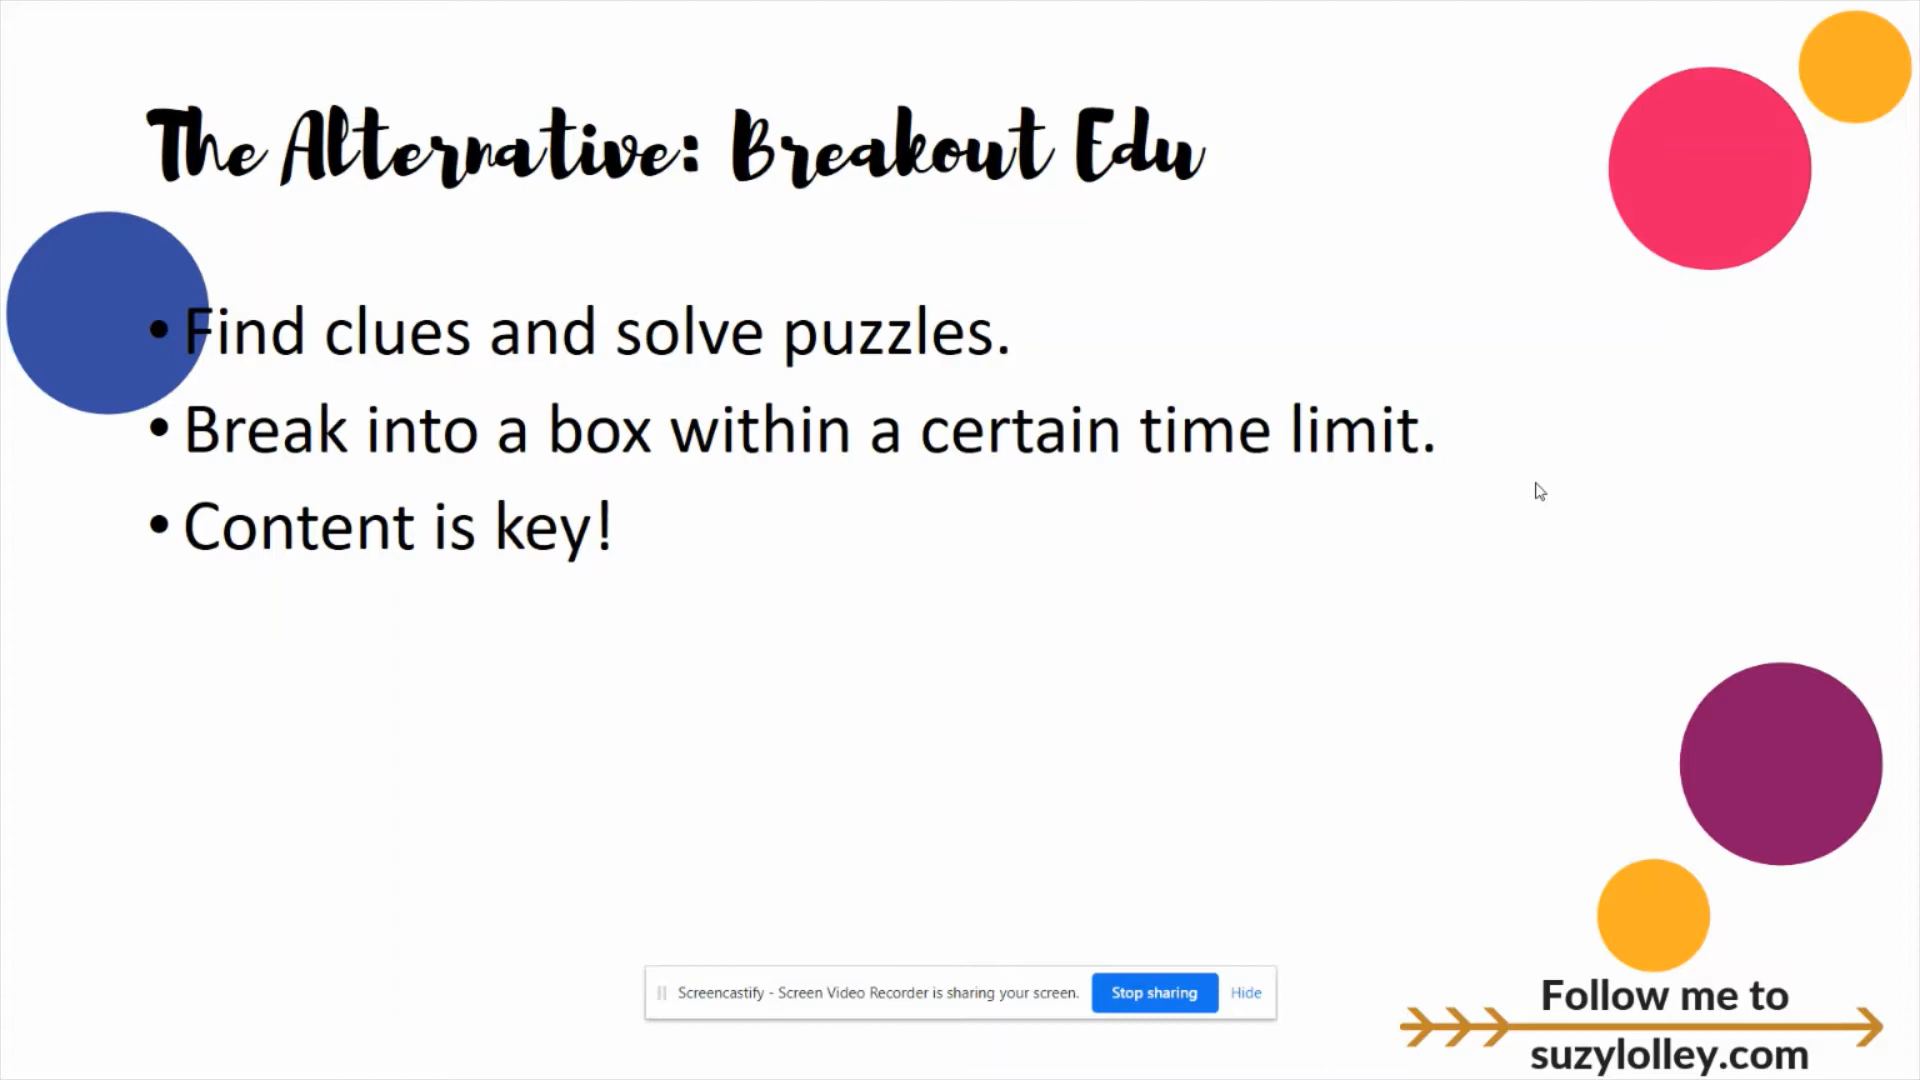 The Alternative: Breakout Edu
• Find clues and solve puzzles.
• Break into a box within a certain time limit.
• Content is key!
Screencastify - Screen Video Recorder is sharing your screen. Stop sharing Hide
Follow me to
suzylolley.com